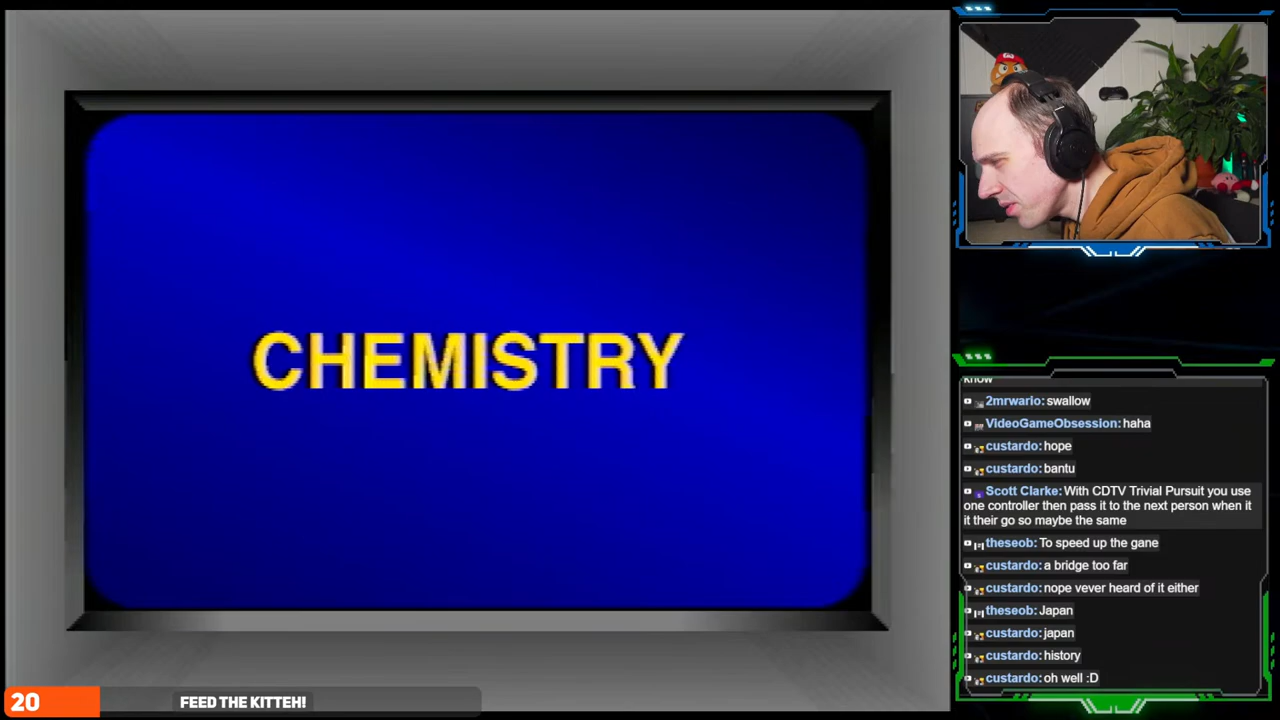 CHEMISTRY
know
2mrwario: swallow
VideoGameObsession: haha
custardo: hope
custardo: bantu
Scott Clarke: With CDTV Trivial Pursuit you use
one controller then pass it to the next person when it
it their go so maybe the same
theseob: To speed up the gane
custardo: a bridge too far
custardo: nope vever heard of it either
theseob: Japan
custardo: japan
custardo: history
custardo: oh well :D
20
FEED THE KITTEH!